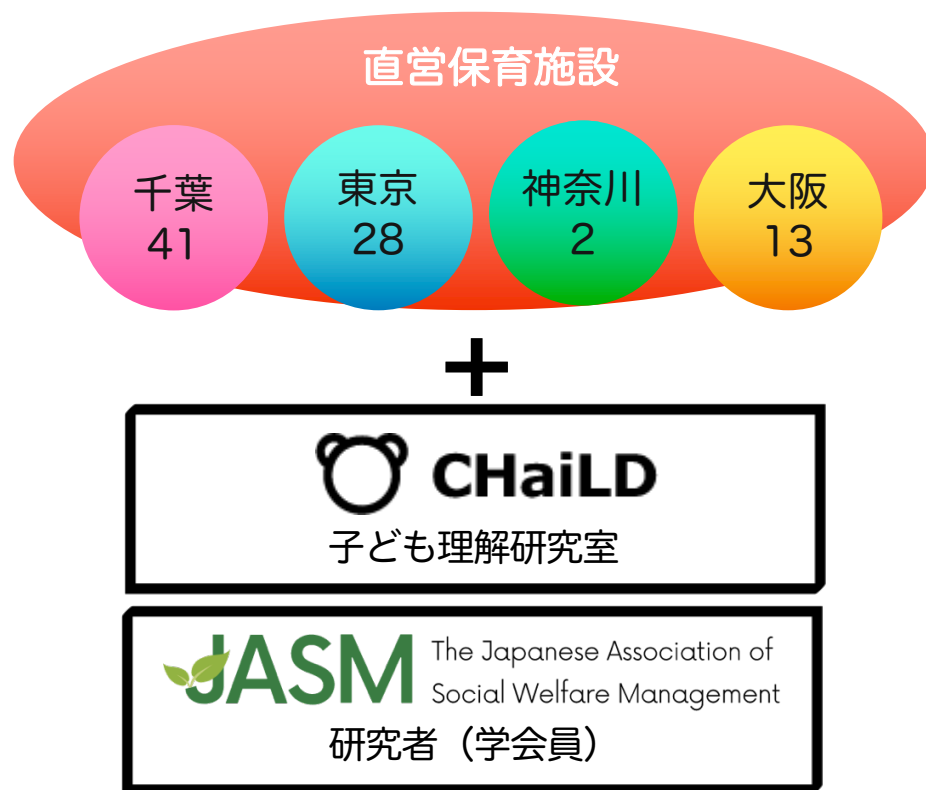 直営保育施設
千葉
41
東京
28
神奈川
2
大阪
13
+
CHaiLD
子ども理解研究室
JASM
The Japanese Association of
Social Welfare Management
研究者（学会員）